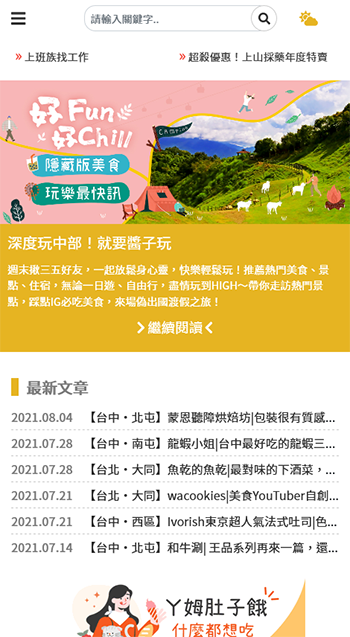 請輸入關鍵字..
» 上班族找工作
» 超殺優惠！上山採藥年度特賣
好Fun
好Chill
CAMPING
隱藏版美食
玩樂最快訊
深度玩中部！就要醬子玩
週末揪三五好友，一起放鬆身心靈，快樂輕鬆玩！推薦熱門美食、景
點、住宿，無論一日遊、自由行，盡情玩到HIGH～帶你走訪熱門景
點，踩點IG必吃美食，來場偽出國渡假之旅！
繼續閱讀
最新文章
2021.08.04 【台中・北屯】蒙恩聽障烘焙坊|包裝很有質感...
2021.07.28 【台中・南屯】龍蝦小姐|台中最好吃的龍蝦三...
2021.07.28 【台北・大同】魚乾的魚乾|最對味的下酒菜，...
2021.07.21 【台北・大同】wacookies|美食YouTuber自創...
2021.07.21 【台中・西區】Ivorish東京超人氣法式吐司|色...
2021.07.14 【台中・北屯】和牛涮| 王品系列再來一篇，還...
ㄚ姆肚子餓
什麼都想吃